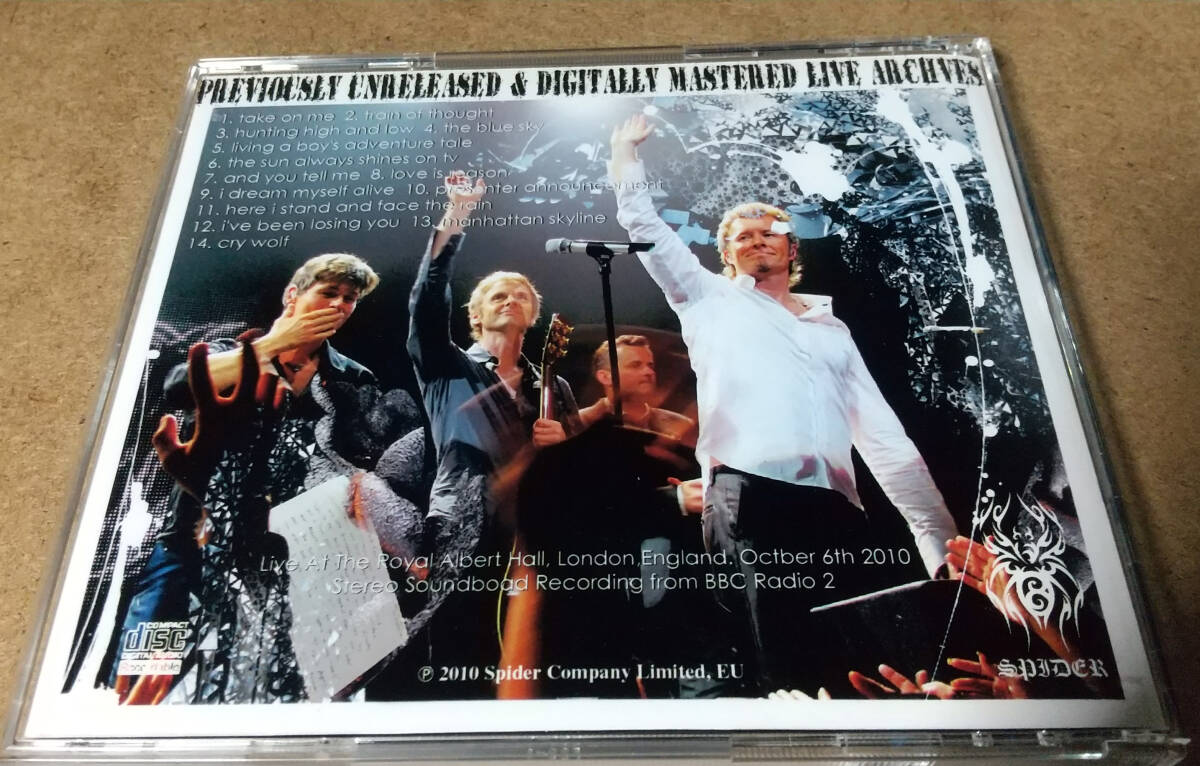 PREVIOUSLY UNRELEASED & DIGITALLY MASTERED LIVE ARCHVES
1. take on me 2. train of thought
3. hunting high and low 4. the blue sky
5. living a boy's adventure tale
6. the sun always shines on tv
7. and you tell me 8. love is reason
9. i dream myself alive 10. presenter announcement
11. here i stand and face the rain
12. i've been losing you 13. manhattan skyline
14. cry wolf
Live At The Royal Albert Hall, London,England. Octber 6th 2010
Stereo Soundboad Recording from BBC Radio 2
COMPACT
disc
DIGITAL AUDIO
Recordable
℗ 2010 Spider Company Limited, EU
SPIDER